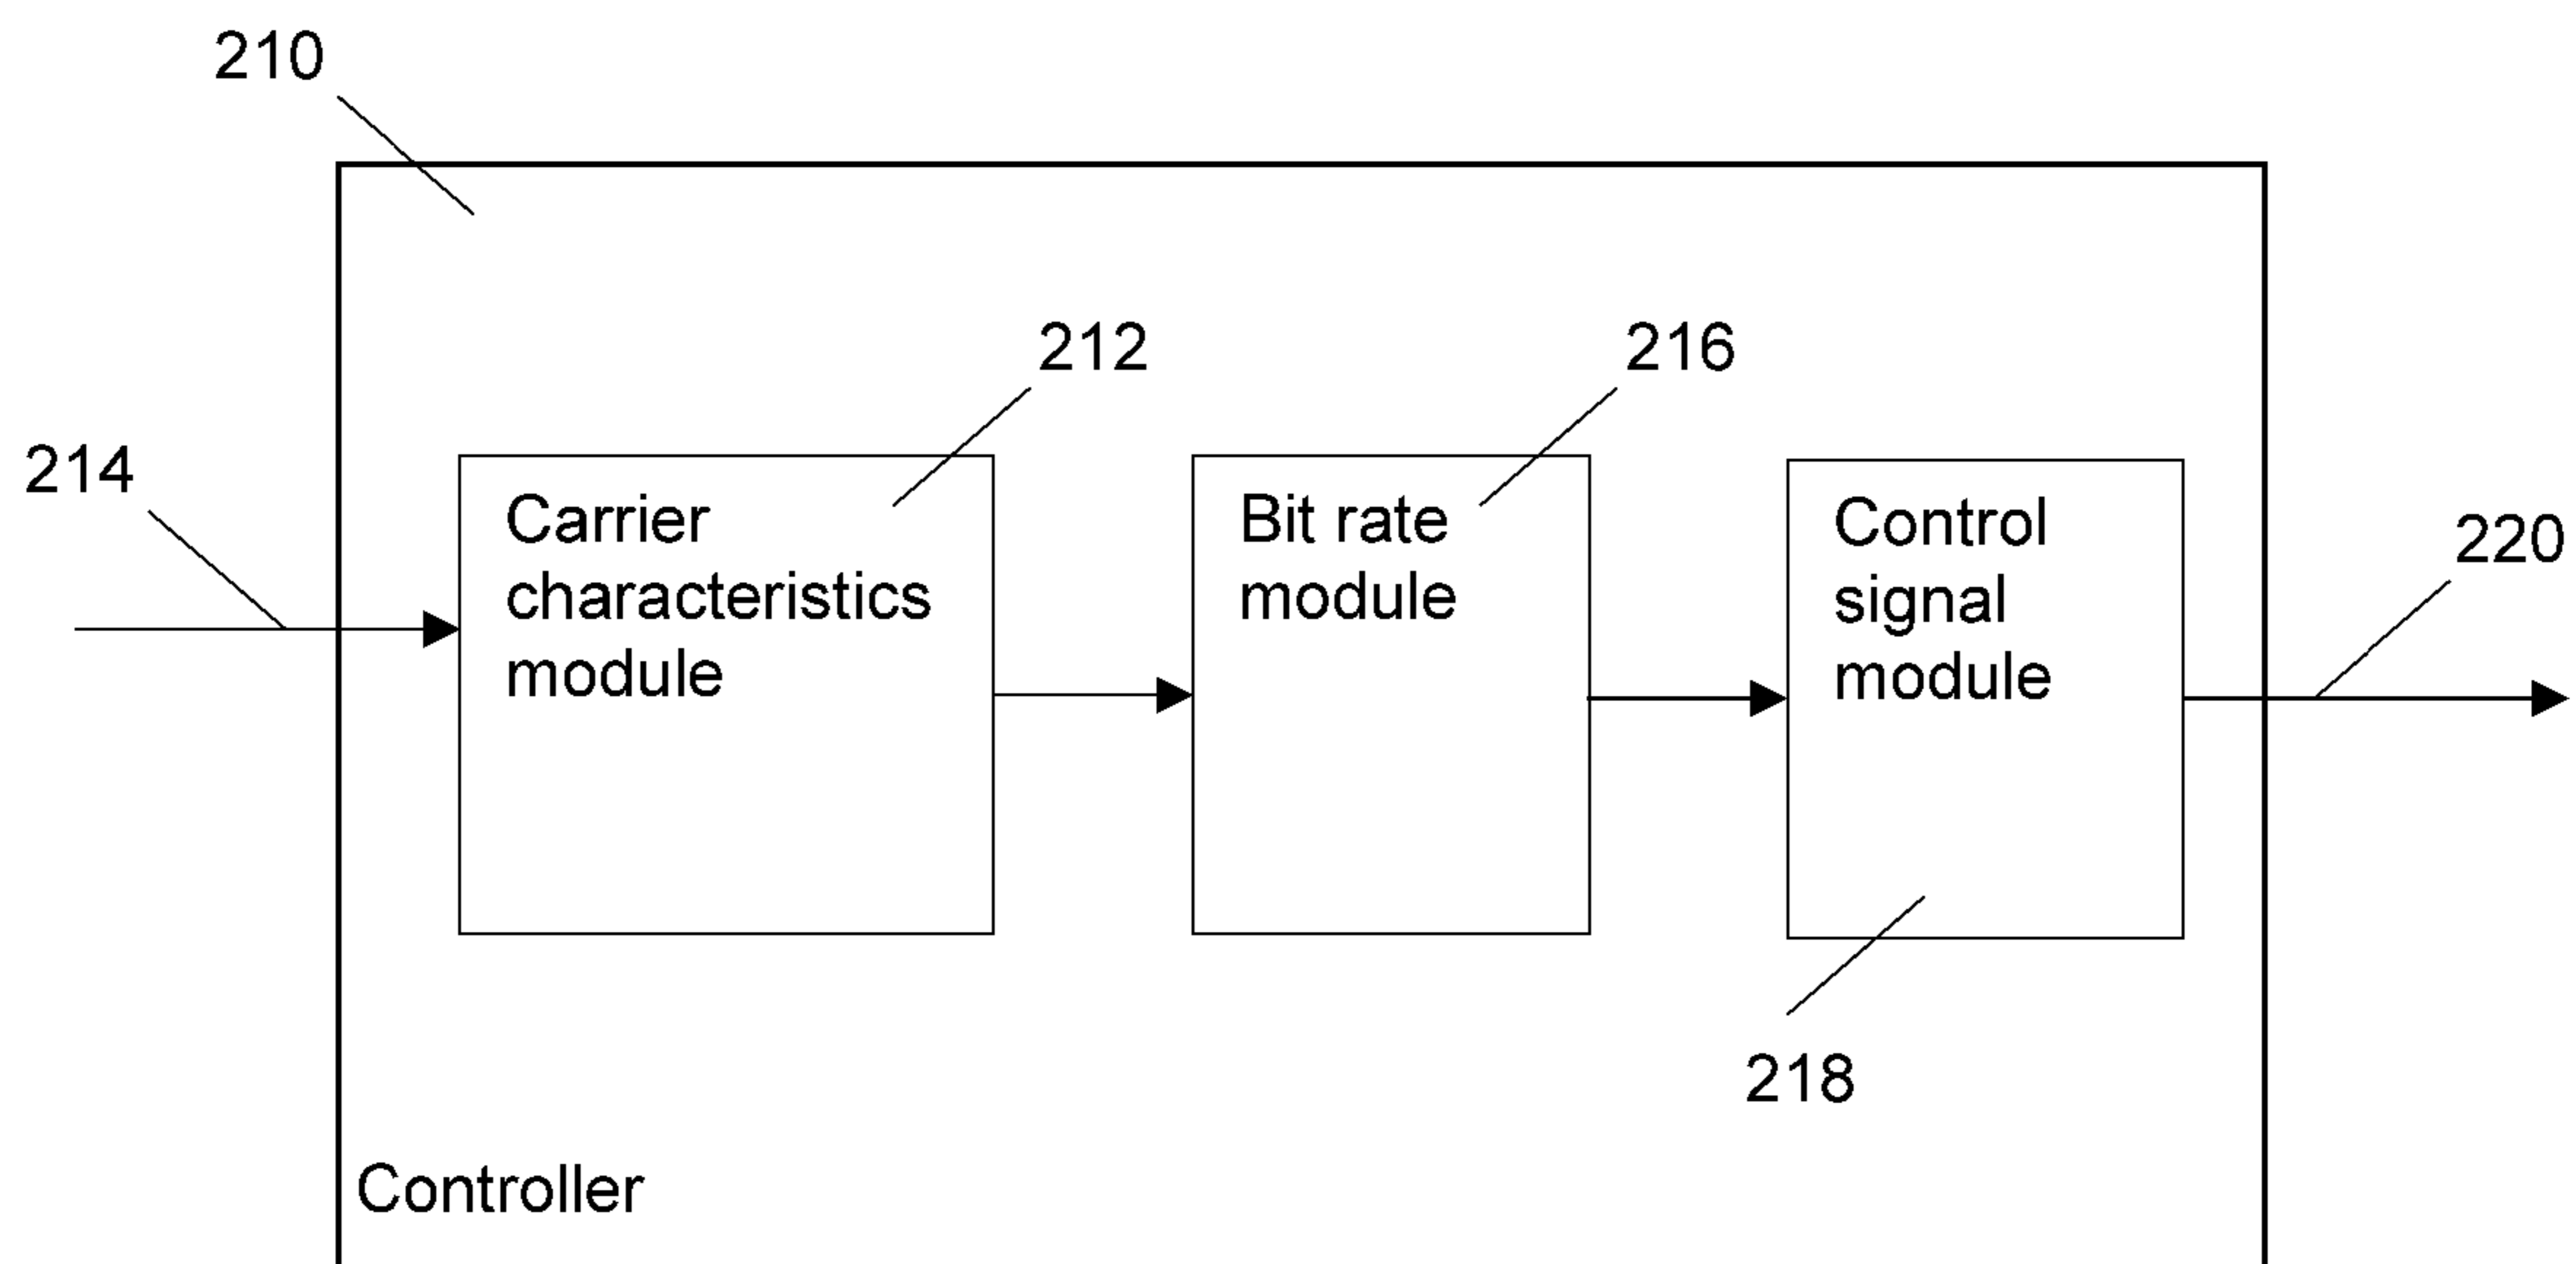 210
212
216
214
Carrier
characteristics
module
Bit rate
module
Control
signal
module
220
218
Controller